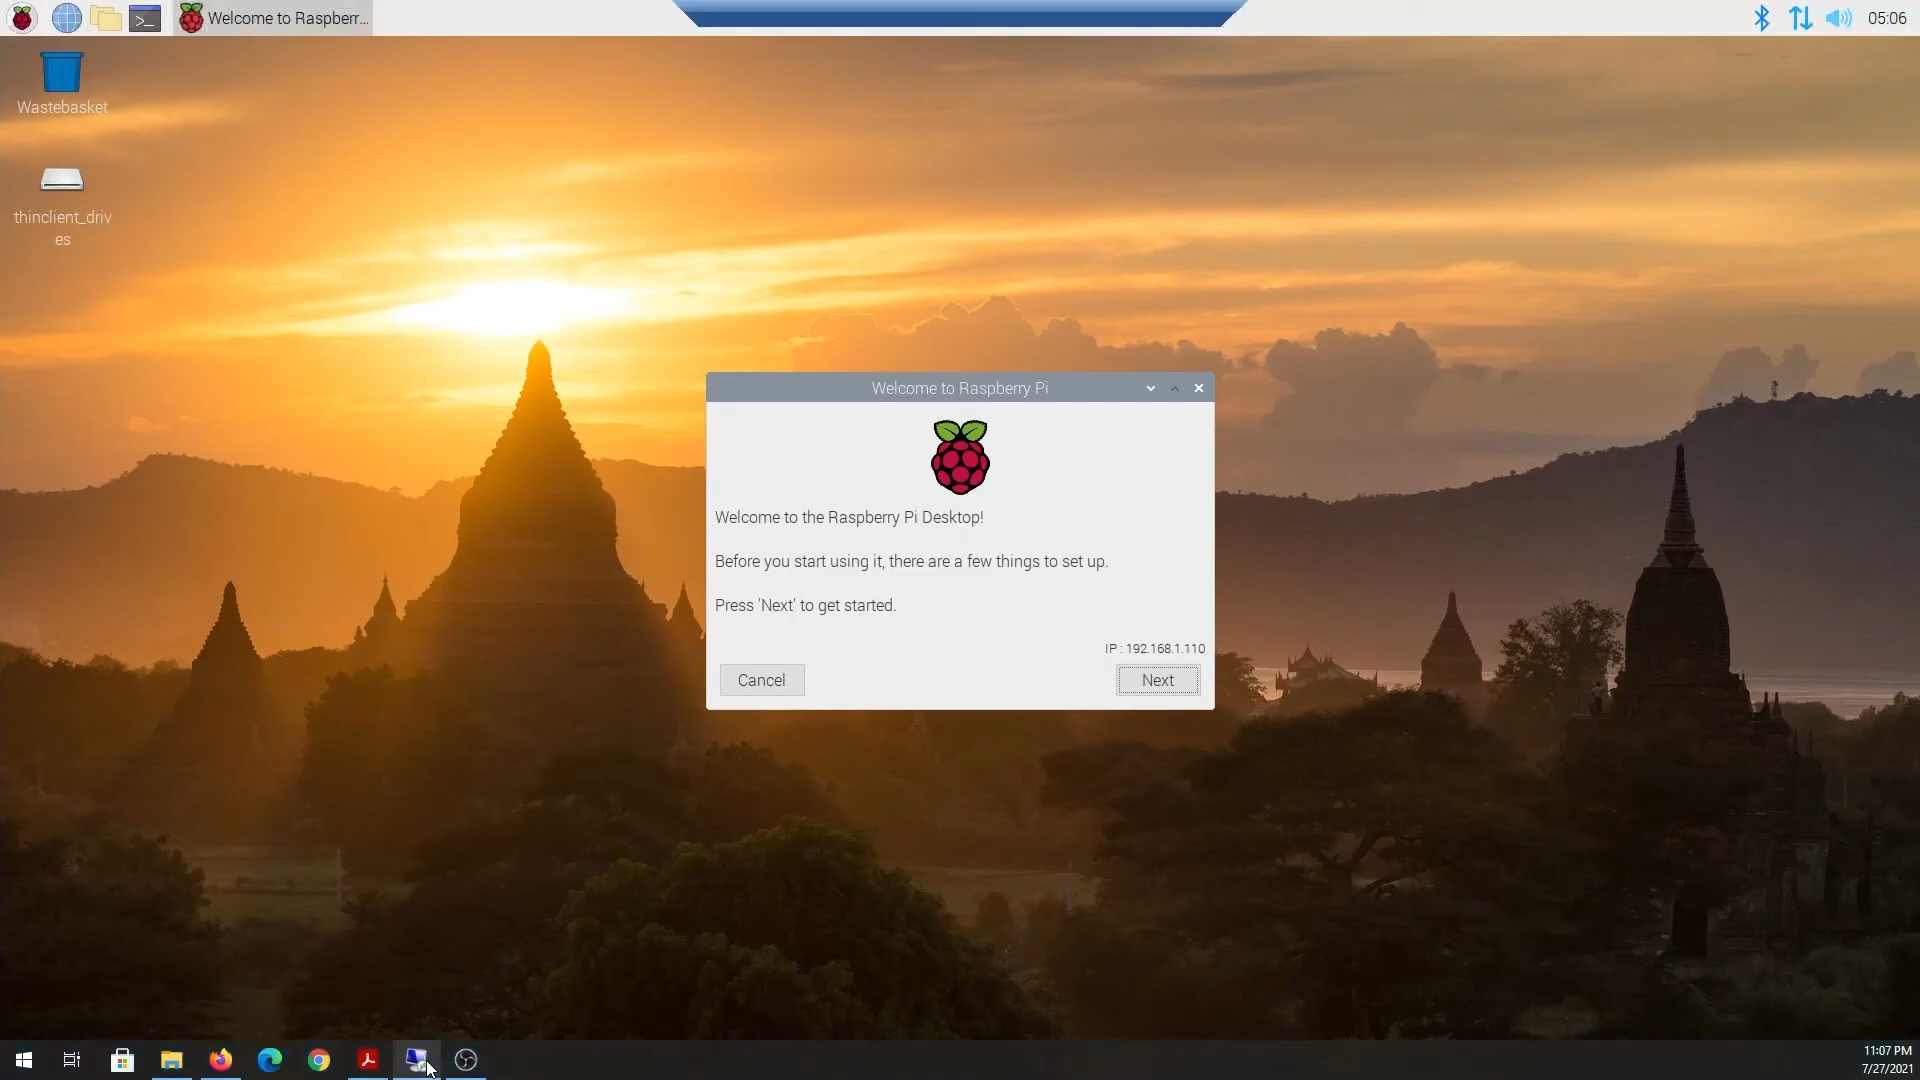 Welcome to Raspberr...
05:06
Wastebasket
thinclient_driv
es
Welcome to Raspberry Pi
Welcome to the Raspberry Pi Desktop!
Before you start using it, there are a few things to set up.
Press 'Next' to get started.
IP : 192.168.1.110
Cancel
Next
11:07 PM
7/27/2021